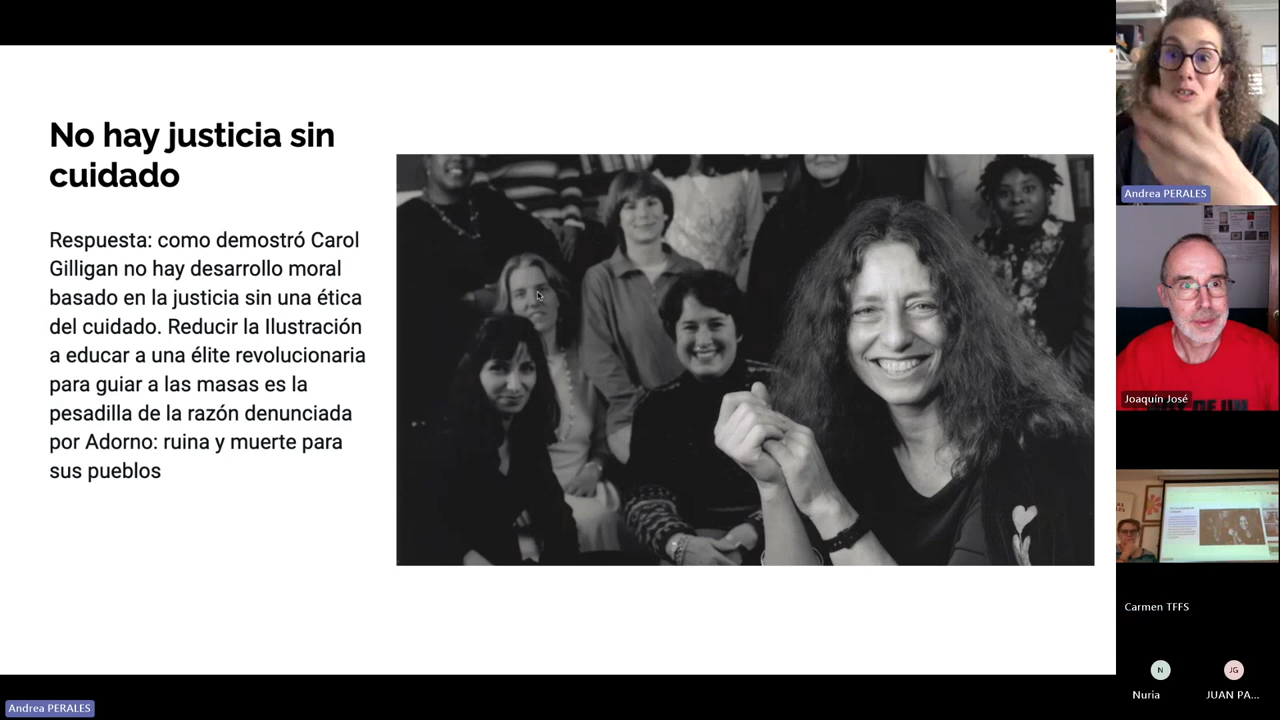 No hay justicia sin
cuidado
Respuesta: como demostró Carol
Gilligan no hay desarrollo moral
basado en la justicia sin una ética
del cuidado. Reducir la Ilustración
a educar a una élite revolucionaria
para guiar a las masas es la
pesadilla de la razón denunciada
por Adorno: ruina y muerte para
sus pueblos
Andrea PERALES
Joaquín José
Carmen TFFS
N
JG
Nuria
JUAN PA...
Andrea PERALES